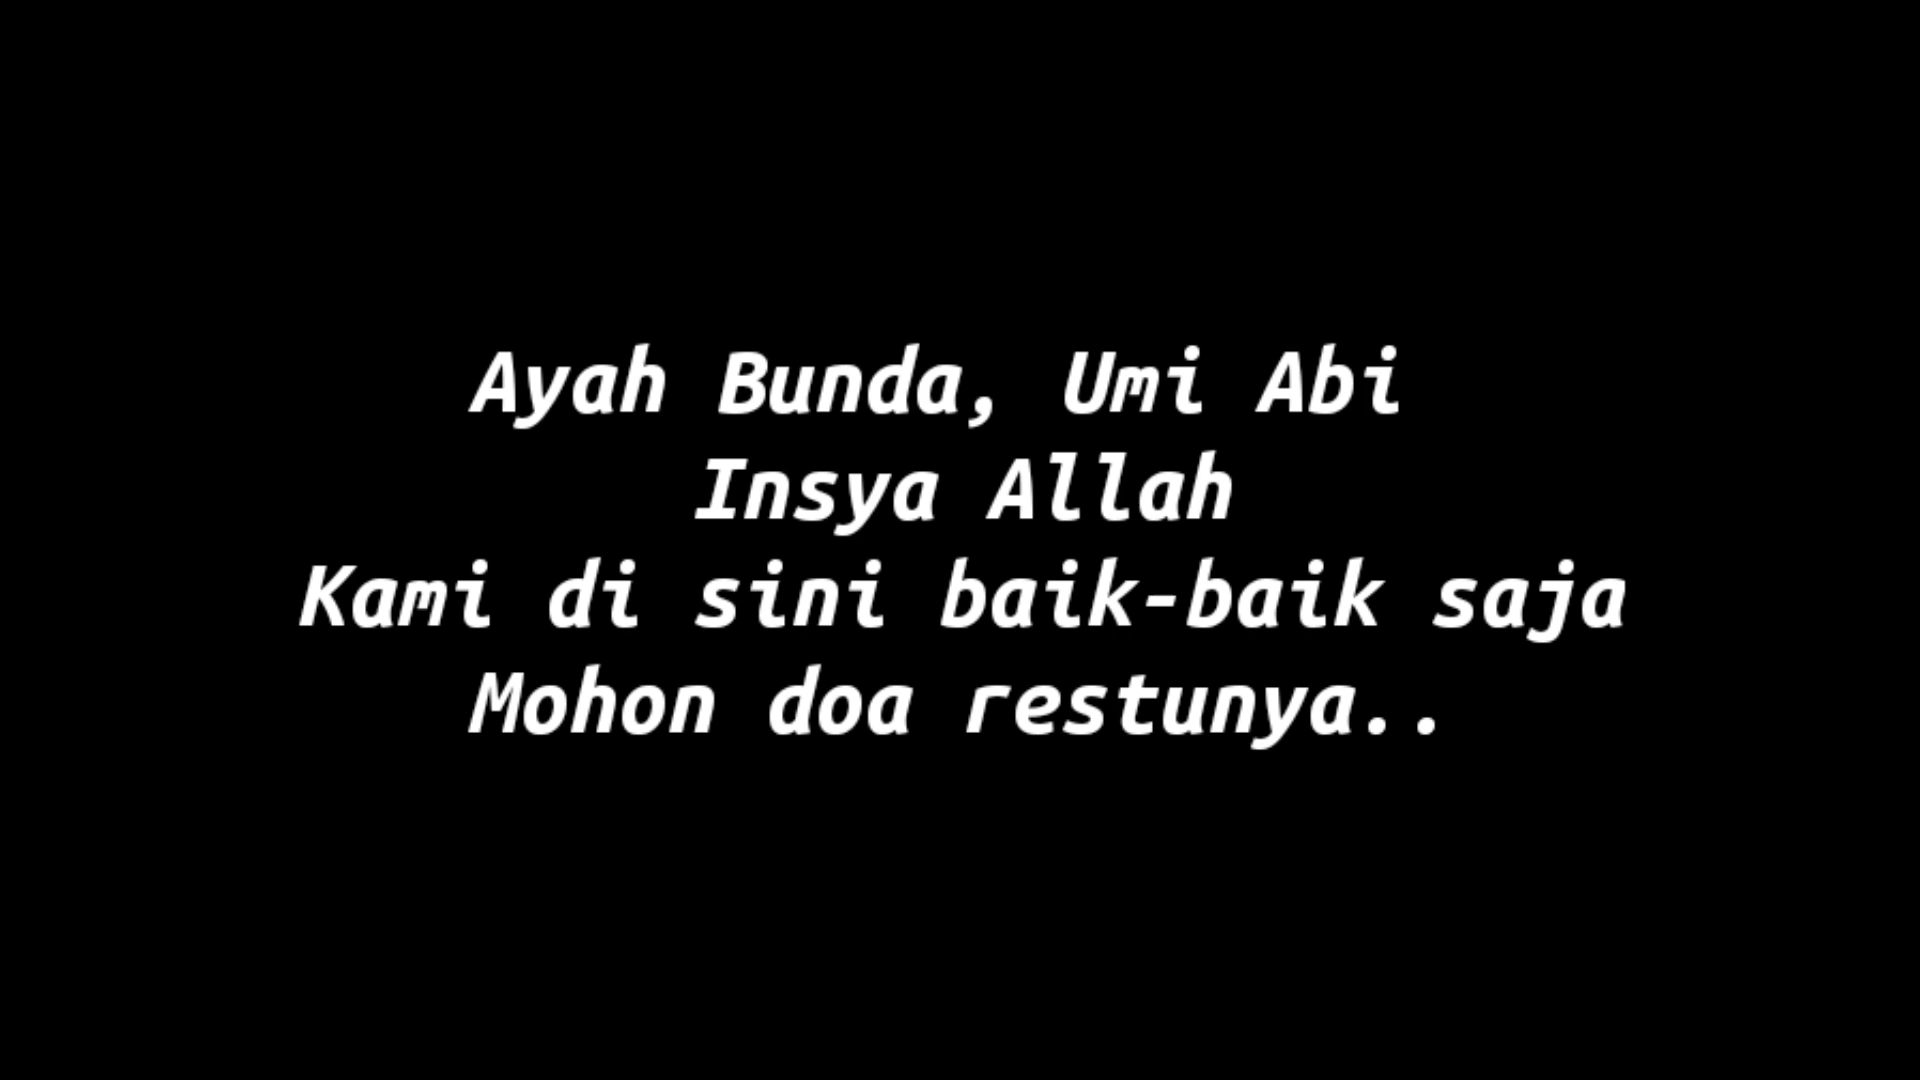 Ayah Bunda, Umi Abi
Insya Allah
Kami di sini baik-baik saja
Mohon doa restunya..